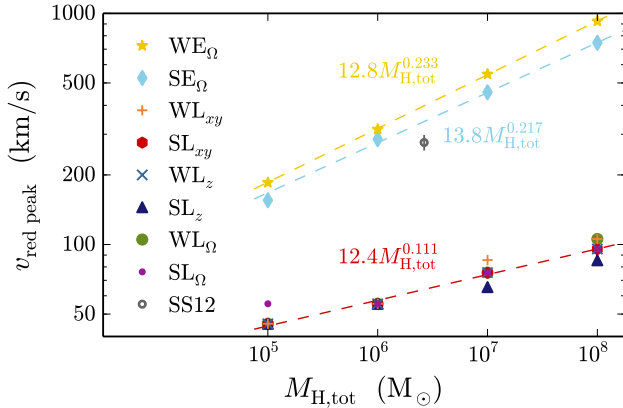 1000
500
200
100
50
v_red peak (km/s)
WE_Ω
SE_Ω
WL_xy
SL_xy
WL_z
SL_z
WL_Ω
SL_Ω
SS12
12.8M_H,tot^0.233
13.8M_H,tot^0.217
12.4M_H,tot^0.111
10^5
10^6
10^7
10^8
M_H,tot (M_⊙)